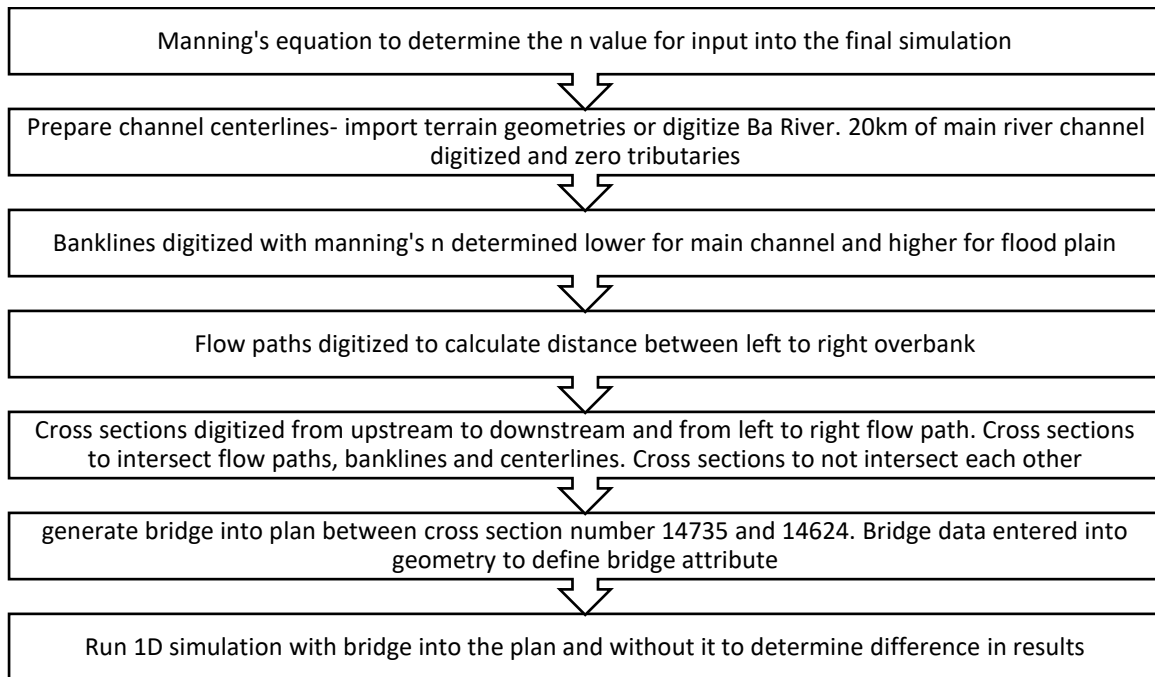 Manning's equation to determine the n value for input into the final simulation
Prepare channel centerlines- import terrain geometries or digitize Ba River. 20km of main river channel
digitized and zero tributaries
Banklines digitized with manning's n determined lower for main channel and higher for flood plain
Flow paths digitized to calculate distance between left to right overbank
Cross sections digitized from upstream to downstream and from left to right flow path. Cross sections
to intersect flow paths, banklines and centerlines. Cross sections to not intersect each other
generate bridge into plan between cross section number 14735 and 14624. Bridge data entered into
geometry to define bridge attribute
Run 1D simulation with bridge into the plan and without it to determine difference in results